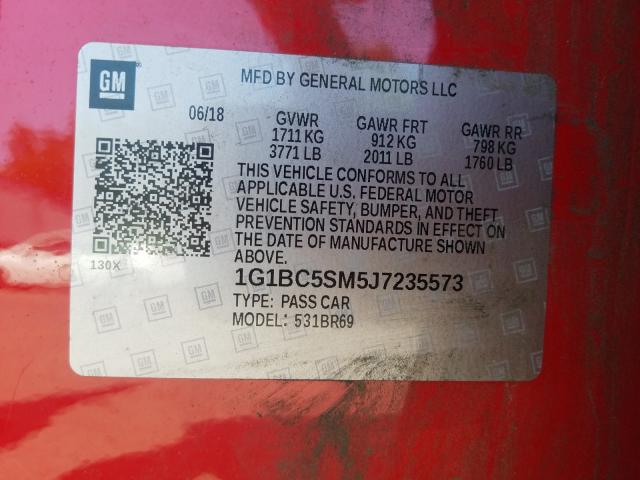 GM
MFD BY GENERAL MOTORS LLC
06/18
GVWR
1711 KG
3771 LB
GAWR FRT
912 KG
2011 LB
GAWR RR
798 KG
1760 LB
THIS VEHICLE CONFORMS TO ALL
APPLICABLE U.S. FEDERAL MOTOR
VEHICLE SAFETY, BUMPER, AND THEFT
PREVENTION STANDARDS IN EFFECT ON
THE DATE OF MANUFACTURE SHOWN
ABOVE.
130X
1G1BC5SM5J7235573
TYPE: PASS CAR
MODEL: 531BR69